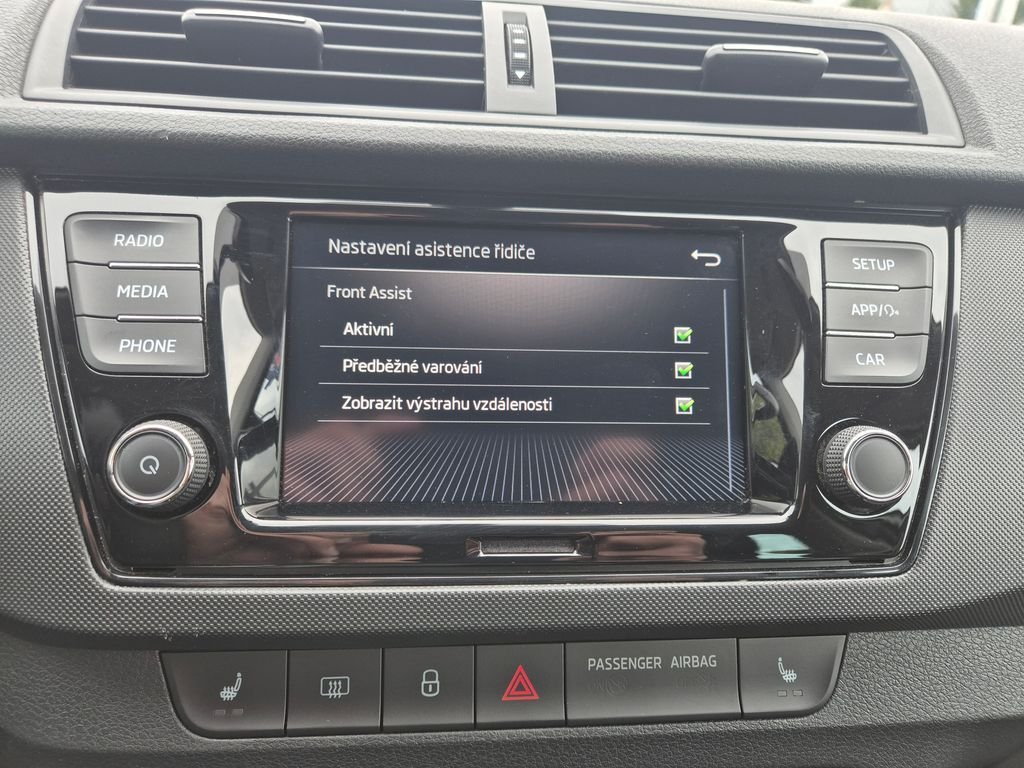 RADIO
MEDIA
PHONE
Nastavení asistence řidiče
Front Assist
Aktivní
Předběžné varování
Zobrazit výstrahu vzdálenosti
SETUP
APP/
CAR
PASSENGER AIRBAG